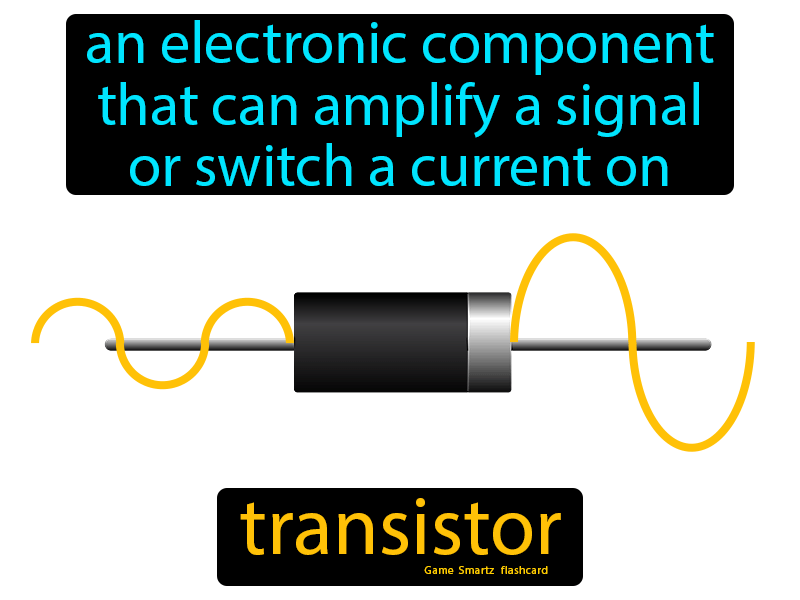 an electronic component
that can amplify a signal
or switch a current on
transistor
Game Smartz flashcard